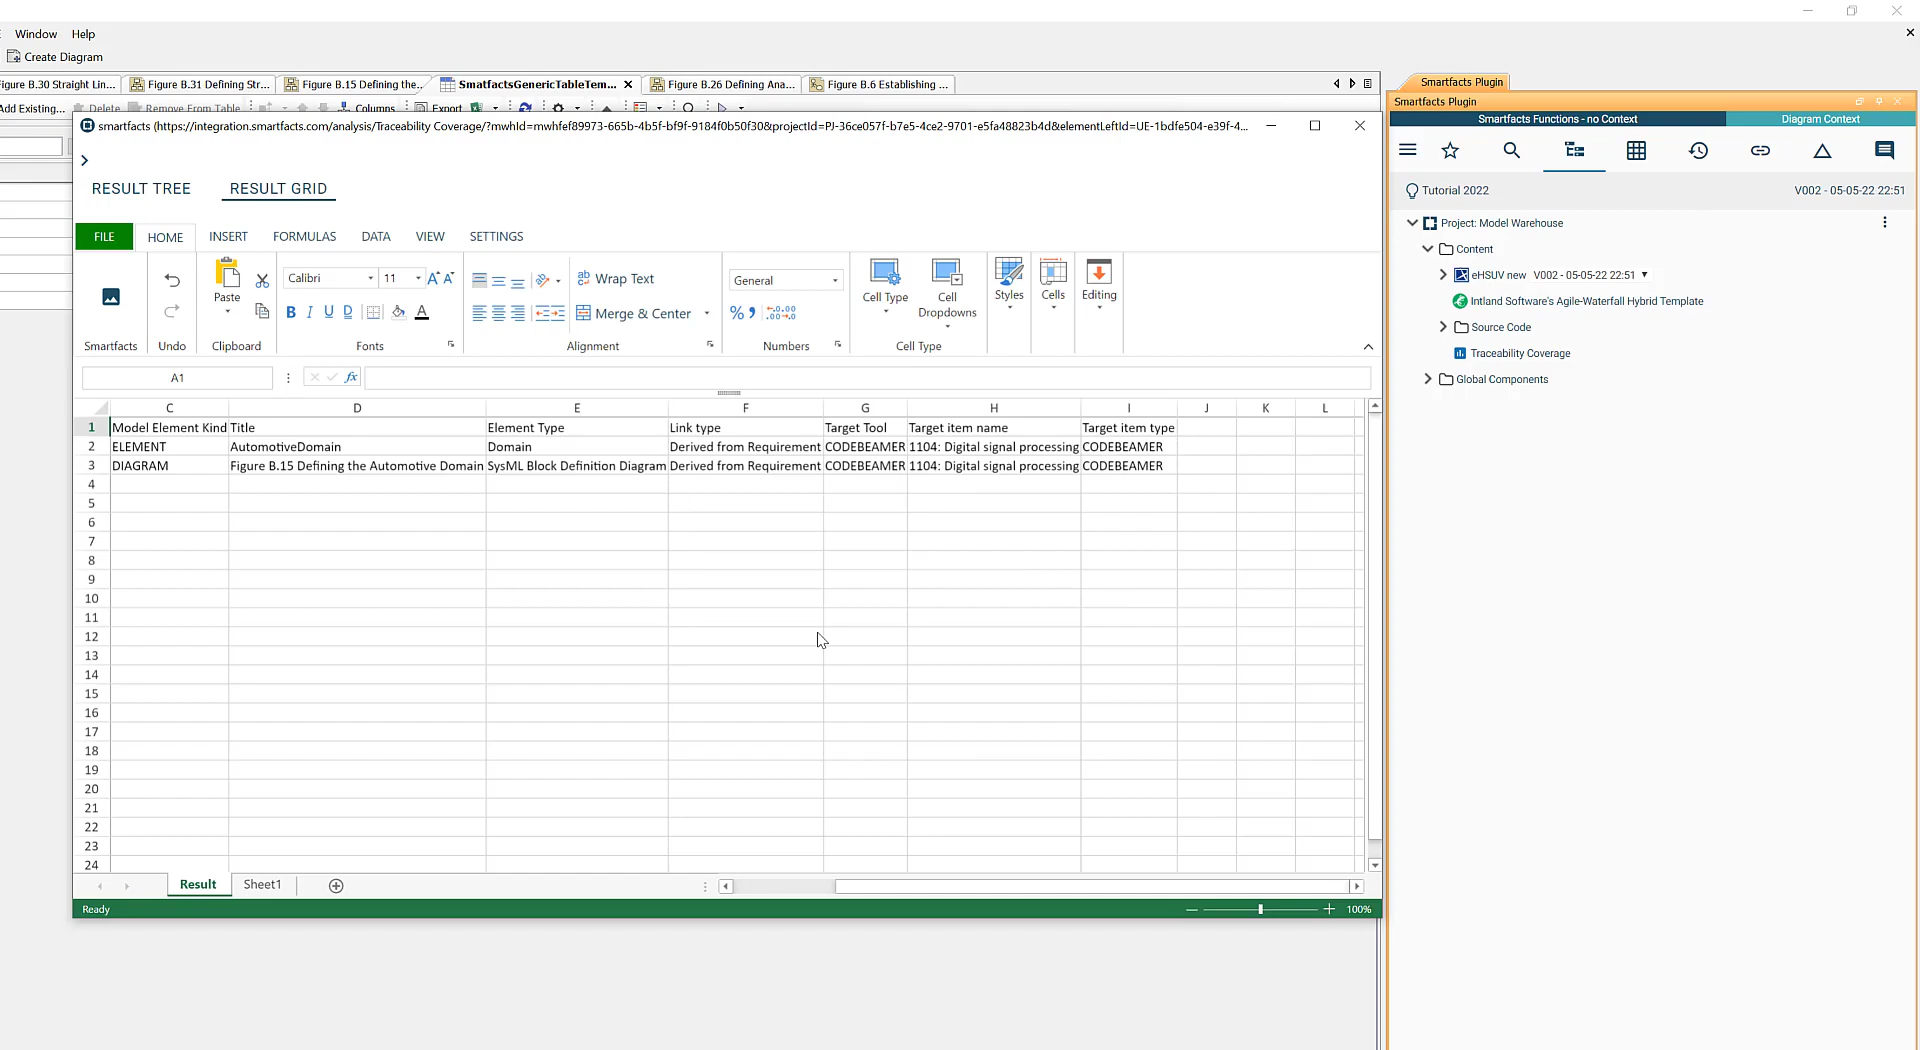 Window Help
Create Diagram
igure B.30 Straight Lin... Figure B.31 Defining Str... Figure B.15 Defining the... SmatfactsGenericTableTem... Figure B.26 Defining Ana... Figure B.6 Establishing ...
Add Existing... Delete Remove From Table Columns Export
smartfacts (https://integration.smartfacts.com/analysis/Traceability Coverage/?mwhId=mwhfef89973-665b-4b5f-bf9f-9184f0b50f30&projectId=PJ-36ce057f-b7e5-4ce2-9701-e5fa48823b4d&elementLeftId=UE-1bdfe504-e39f-4...
RESULT TREE RESULT GRID
FILE HOME INSERT FORMULAS DATA VIEW SETTINGS
Calibri 11 Wrap Text General
Paste Cell Type Cell Dropdowns Styles Cells Editing
B I U D A Merge & Center %
Smartfacts Undo Clipboard Fonts Alignment Numbers Cell Type
A1 fx
C D E F G H I J K L
1 Model Element Kind Title Element Type Link type Target Tool Target item name Target item type
2 ELEMENT AutomotiveDomain Domain Derived from Requirement CODEBEAMER 1104: Digital signal processing CODEBEAMER
3 DIAGRAM Figure B.15 Defining the Automotive Domain SysML Block Definition Diagram Derived from Requirement CODEBEAMER 1104: Digital signal processing CODEBEAMER
4
5
6
7
8
9
10
11
12
13
14
15
16
17
18
19
20
21
22
23
24
Result Sheet1
Ready 100%
Smartfacts Plugin
Smartfacts Plugin
Smartfacts Functions - no Context Diagram Context
Tutorial 2022 V002 - 05-05-22 22:51
Project: Model Warehouse
Content
eHSUV new V002 - 05-05-22 22:51
Intland Software's Agile-Waterfall Hybrid Template
Source Code
Traceability Coverage
Global Components